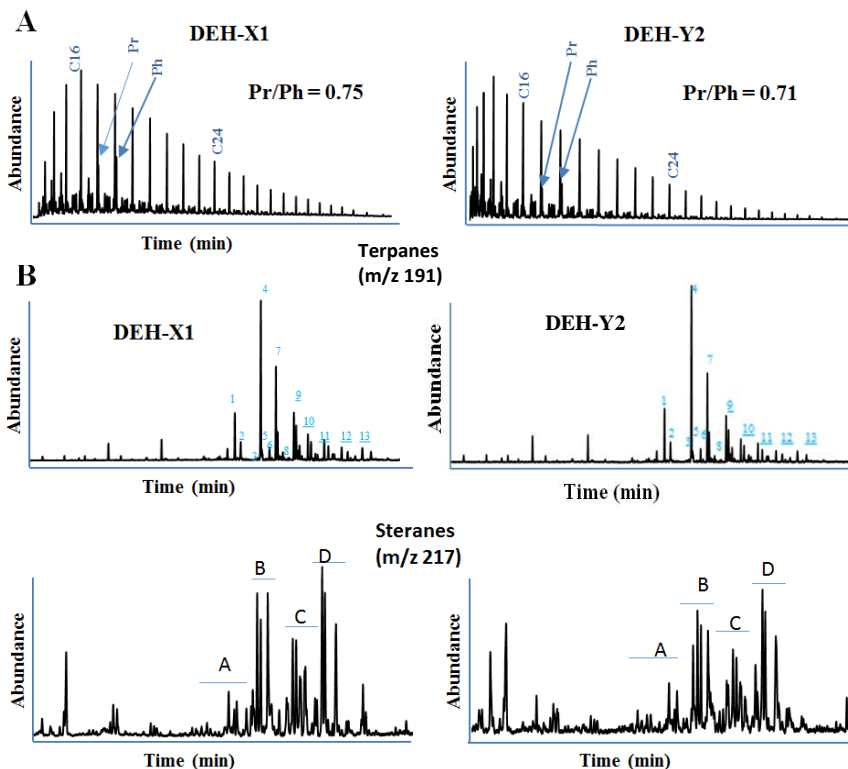 A
DEH-X1
DEH-Y2
C16
Pr
Ph
C16
Pr
Ph
Pr/Ph = 0.75
Pr/Ph = 0.71
C24
C24
Abundance
Abundance
Time (min)
Time (min)
B
Terpanes
(m/z 191)
DEH-X1
DEH-Y2
Abundance
1
2
3
4
5
6
7
8
9
10
11
12
13
Abundance
1
2
3
4
5
6
7
8
9
10
11
12
13
Time (min)
Time (min)
Steranes
(m/z 217)
Abundance
A
B
C
D
Abundance
A
B
C
D
Time (min)
Time (min)